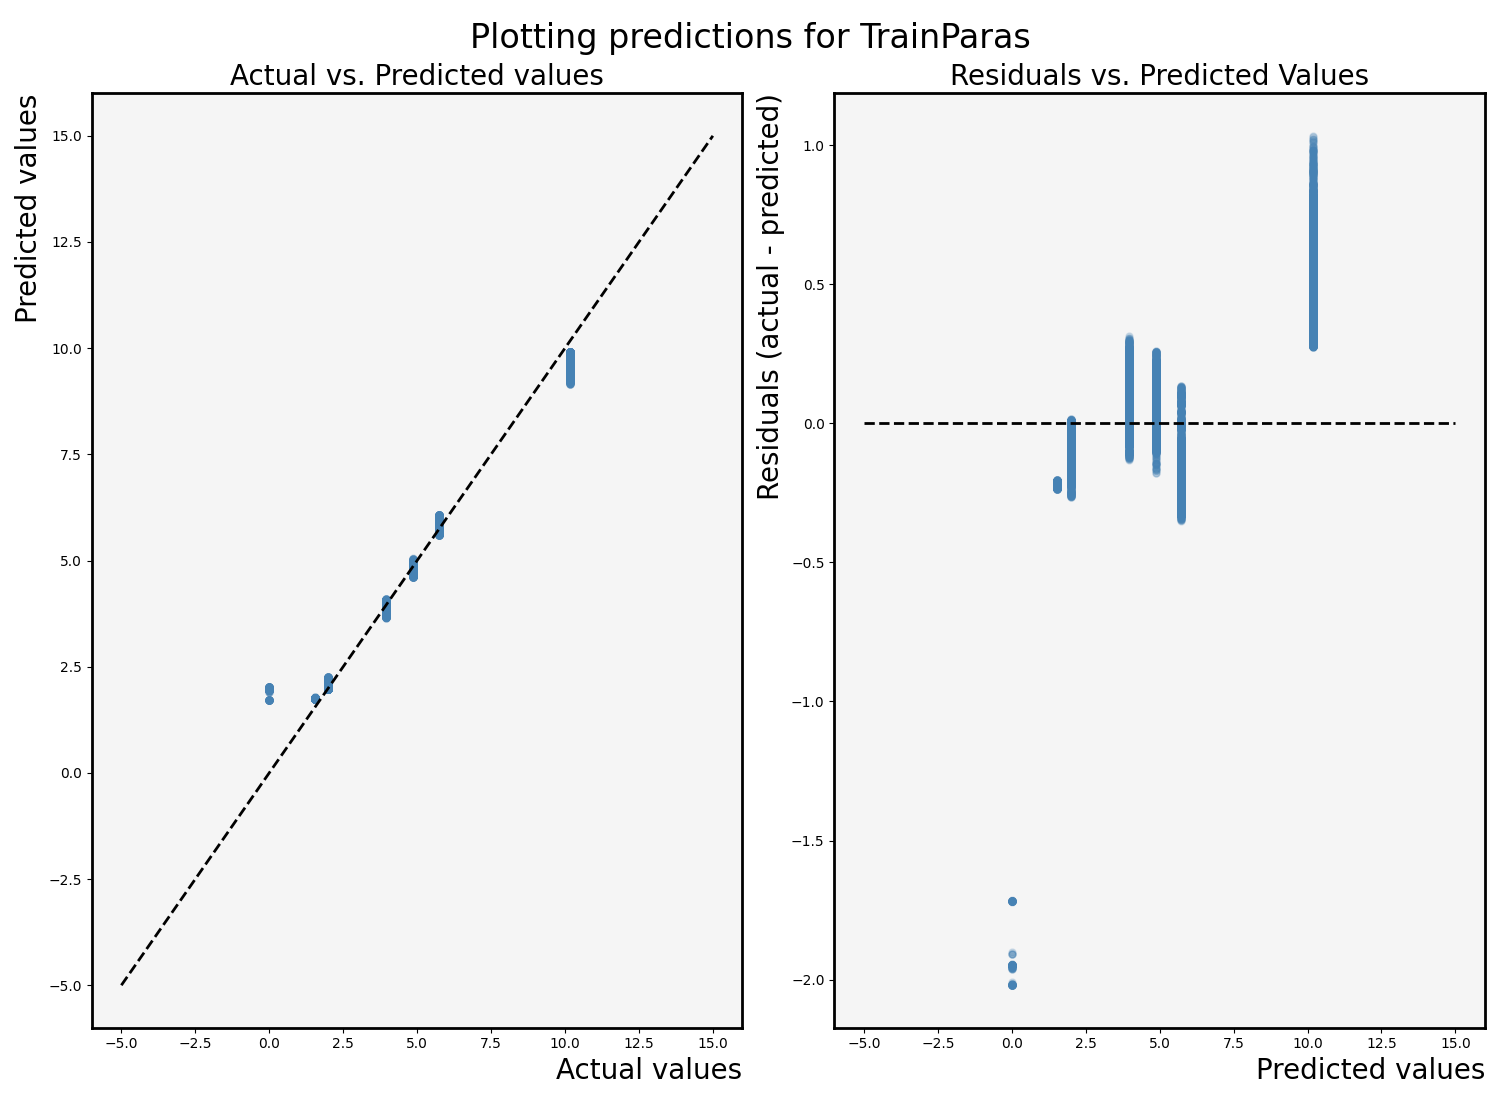 Plotting predictions for TrainParas
Actual vs. Predicted values
Predicted values
15.0
12.5
10.0
7.5
5.0
2.5
0.0
−2.5
−5.0
−5.0 −2.5 0.0 2.5 5.0 7.5 10.0 12.5 15.0
Actual values
Residuals vs. Predicted Values
Residuals (actual - predicted)
1.0
0.5
0.0
−0.5
−1.0
−1.5
−2.0
−5.0 −2.5 0.0 2.5 5.0 7.5 10.0 12.5 15.0
Predicted values